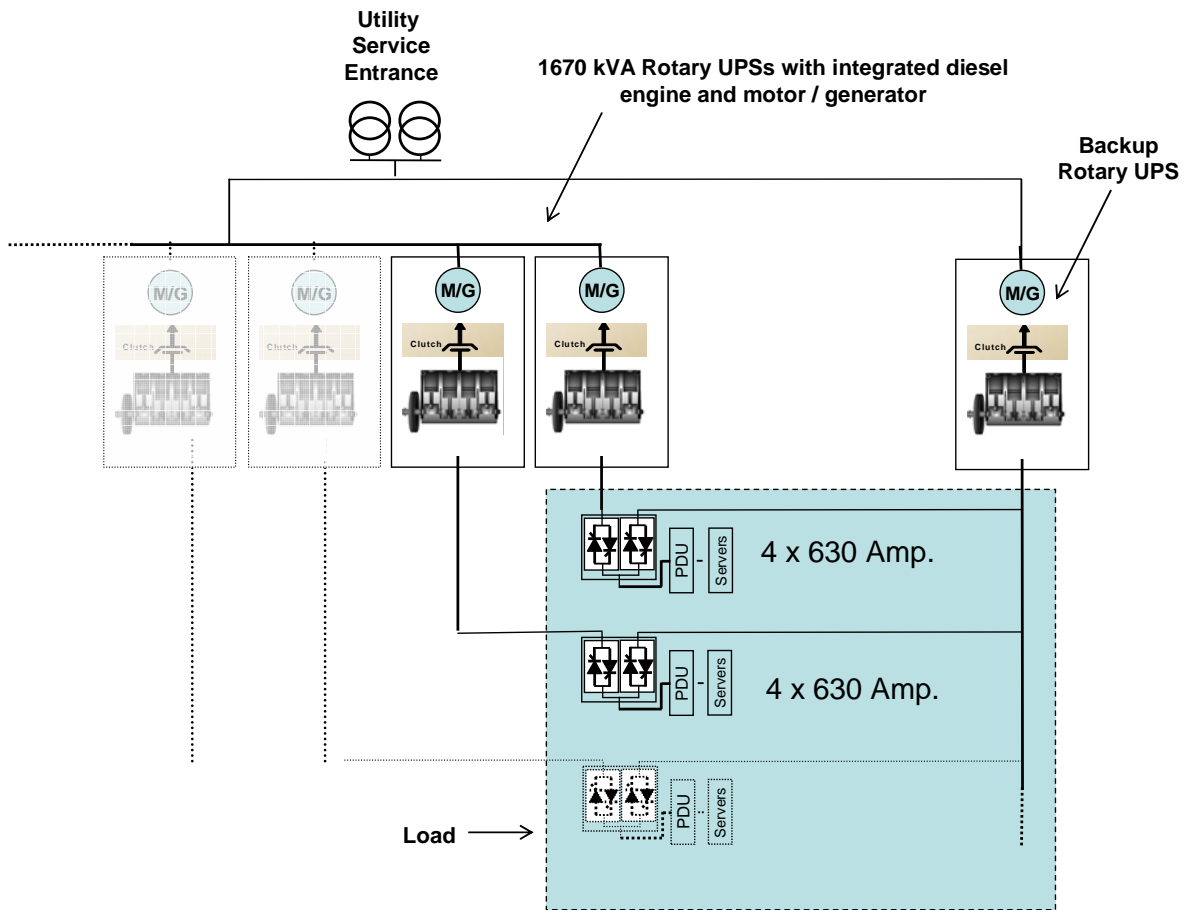 Utility
Service
Entrance
1670 kVA Rotary UPSs with integrated diesel
engine and motor / generator
Backup
Rotary UPS
M/G
M/G
M/G
M/G
M/G
Clutch
Clutch
Clutch
Clutch
Clutch
PDU
Servers
4 x 630 Amp.
PDU
Servers
4 x 630 Amp.
PDU
Servers
Load